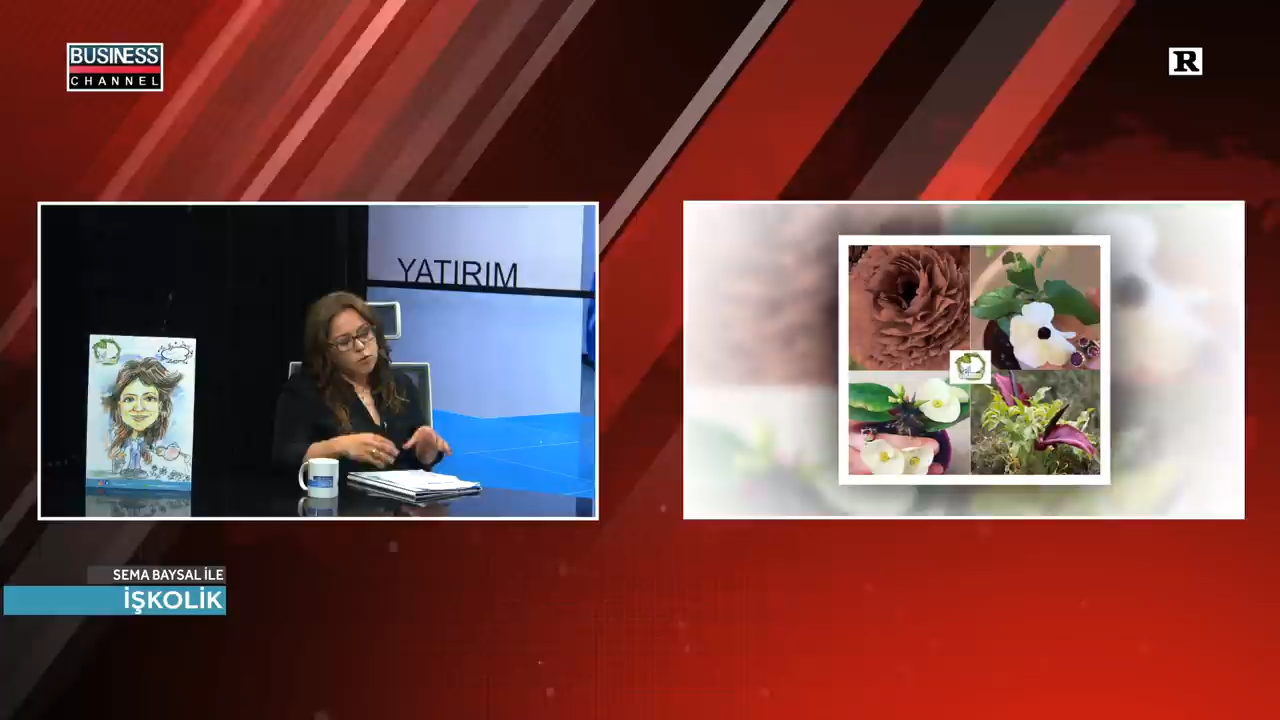 BUSINESS
CHANNEL
R
YATIRIM
SEMA BAYSAL İLE
İŞKOLİK